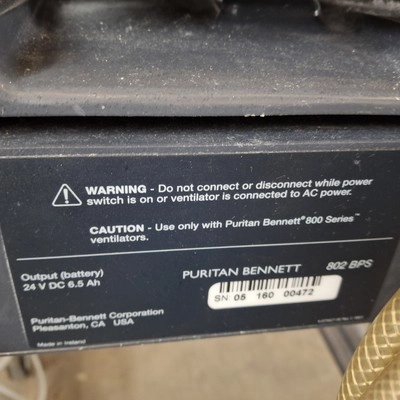 WARNING - Do not connect or disconnect while power
switch is on or ventilator is connected to AC power.
CAUTION - Use only with Puritan Bennett® 800 Series™
ventilators.
Output (battery)
24 V DC 6.5 Ah
PURITAN BENNETT 802 BPS
SN: 05 160 00472
Puritan-Bennett Corporation
Pleasanton, CA USA
Made in Ireland